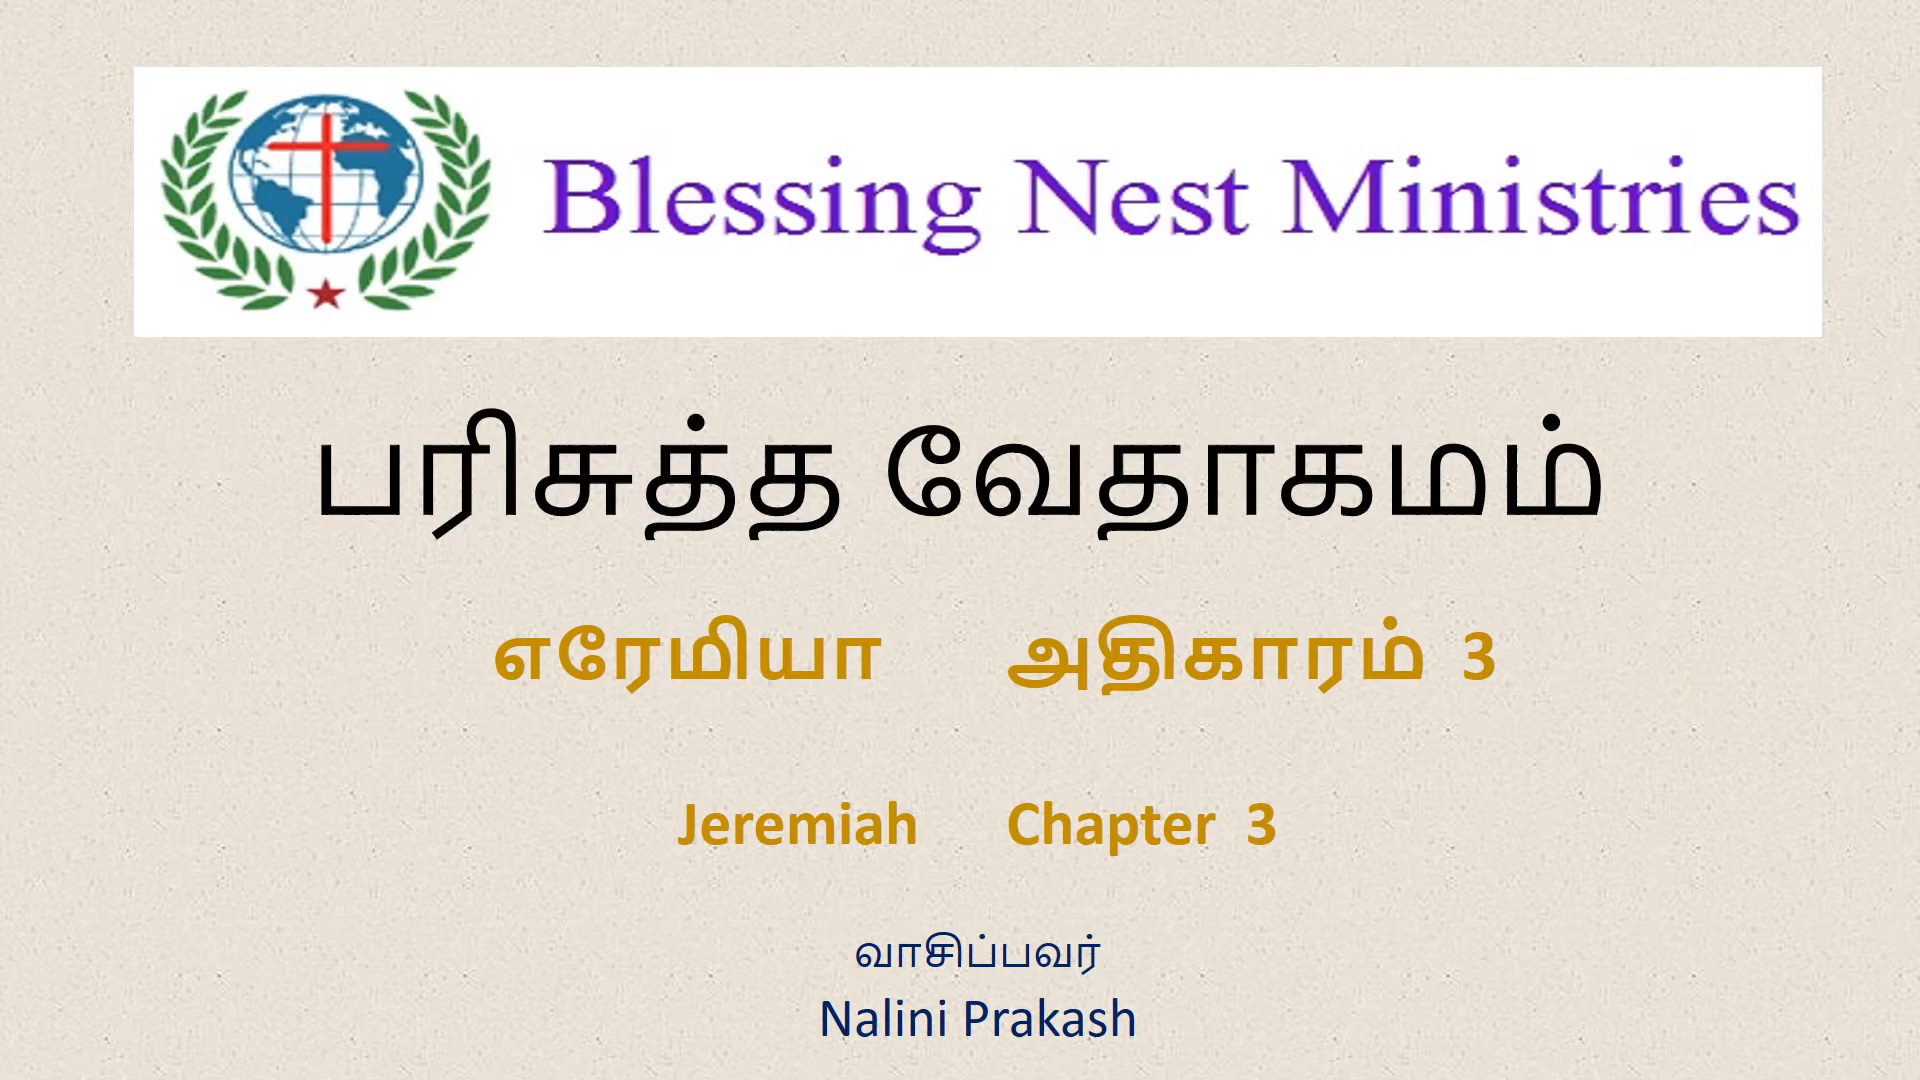 Blessing Nest Ministries
பரிசுத்த வேதாகமம்
எரேமியா அதிகாரம் 3
Jeremiah Chapter 3
வாசிப்பவர்
Nalini Prakash